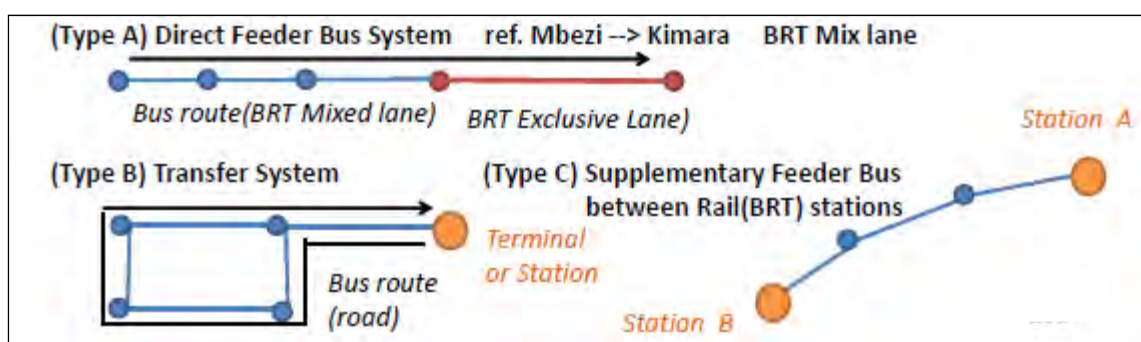 (Type A) Direct Feeder Bus System ref. Mbezi --> Kimara BRT Mix lane
Bus route(BRT Mixed lane) BRT Exclusive Lane)
(Type B) Transfer System
Terminal
or Station
Bus route
(road)
(Type C) Supplementary Feeder Bus
between Rail(BRT) stations
Station A
Station B